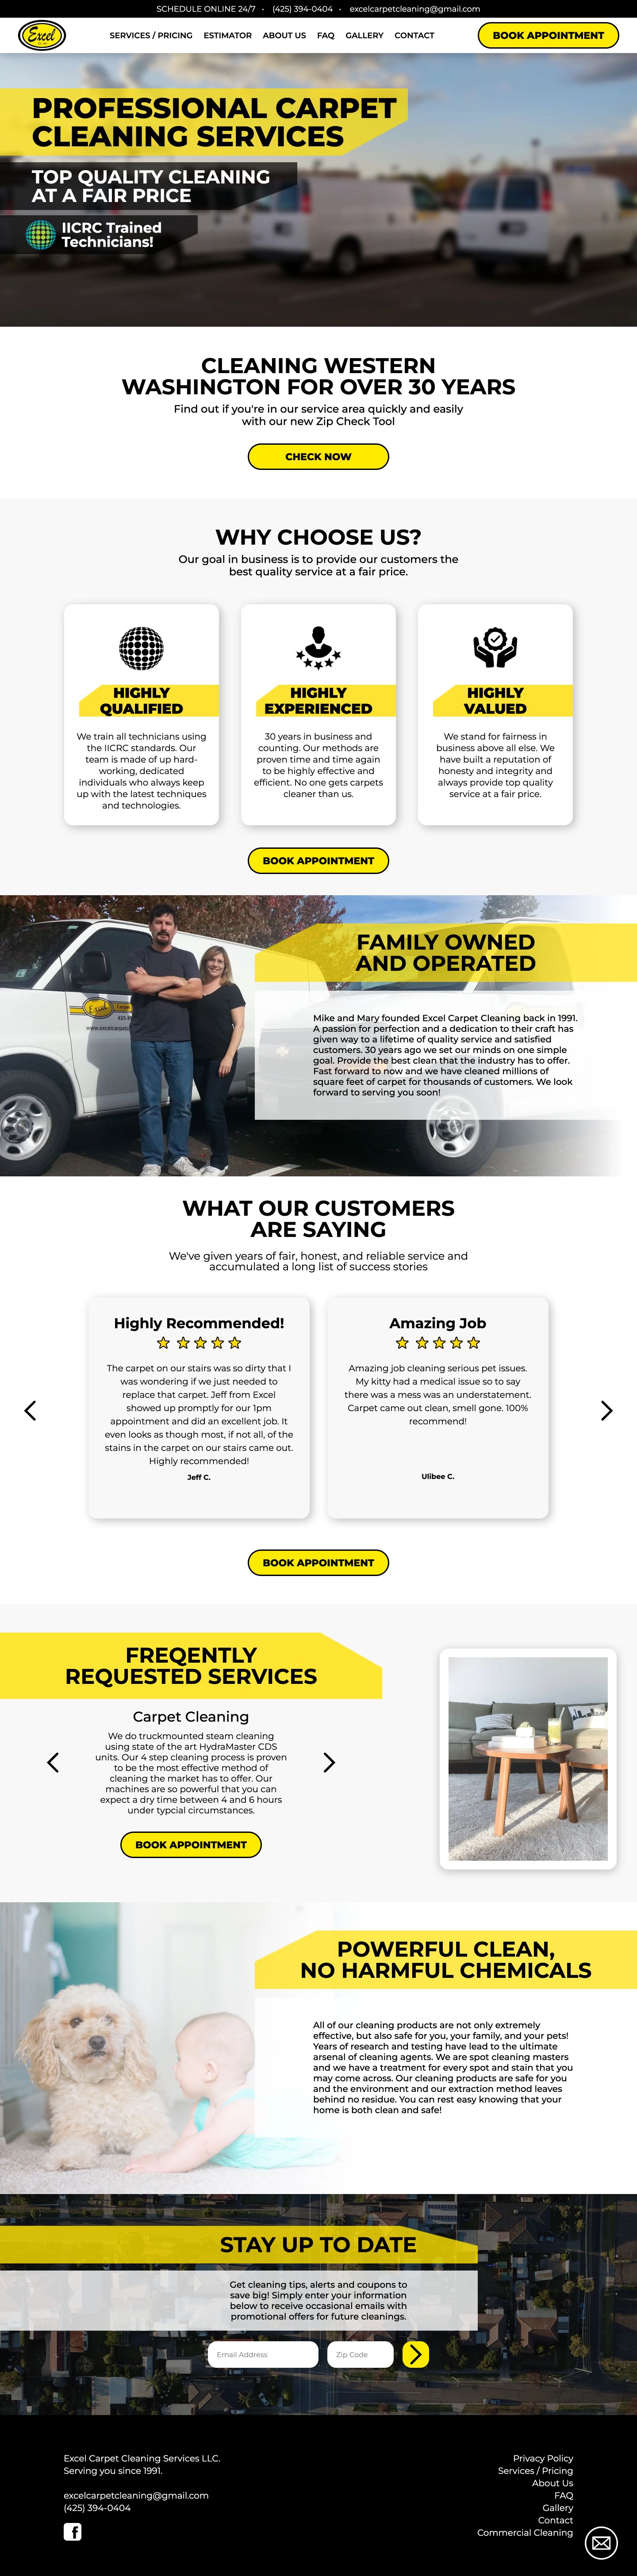 SCHEDULE ONLINE 24/7 • (425) 394-0404 • excelcarpetcleaning@gmail.com
Excel
SERVICES / PRICING ESTIMATOR ABOUT US FAQ GALLERY CONTACT
BOOK APPOINTMENT
PROFESSIONAL CARPET
CLEANING SERVICES
TOP QUALITY CLEANING
AT A FAIR PRICE
IICRC Trained
Technicians!
CLEANING WESTERN
WASHINGTON FOR OVER 30 YEARS
Find out if you're in our service area quickly and easily
with our new Zip Check Tool
CHECK NOW
WHY CHOOSE US?
Our goal in business is to provide our customers the
best quality service at a fair price.
HIGHLY
QUALIFIED
We train all technicians using
the IICRC standards. Our
team is made of up hard-
working, dedicated
individuals who always keep
up with the latest techniques
and technologies.
HIGHLY
EXPERIENCED
30 years in business and
counting. Our methods are
proven time and time again
to be highly effective and
efficient. No one gets carpets
cleaner than us.
HIGHLY
VALUED
We stand for fairness in
business above all else. We
have built a reputation of
honesty and integrity and
always provide top quality
service at a fair price.
BOOK APPOINTMENT
Excel
FAMILY OWNED
AND OPERATED
Mike and Mary founded Excel Carpet Cleaning back in 1991.
A passion for perfection and a dedication to their craft has
given way to a lifetime of quality service and satisfied
customers. 30 years ago we set our minds on one simple
goal. Provide the best clean that the industry has to offer.
Fast forward to now and we have cleaned millions of
square feet of carpet for thousands of customers. We look
forward to serving you soon!
WHAT OUR CUSTOMERS
ARE SAYING
We've given years of fair, honest, and reliable service and
accumulated a long list of success stories
Highly Recommended!
The carpet on our stairs was so dirty that I
was wondering if we just needed to
replace that carpet. Jeff from Excel
showed up promptly for our 1pm
appointment and did an excellent job. It
even looks as though most, if not all, of the
stains in the carpet on our stairs came out.
Highly recommended!
Jeff C.
Amazing Job
Amazing job cleaning serious pet issues.
My kitty had a medical issue so to say
there was a mess was an understatement.
Carpet came out clean, smell gone. 100%
recommend!
Ulibee C.
BOOK APPOINTMENT
FREQENTLY
REQUESTED SERVICES
Carpet Cleaning
We do truckmounted steam cleaning
using state of the art HydraMaster CDS
units. Our 4 step cleaning process is proven
to be the most effective method of
cleaning the market has to offer. Our
machines are so powerful that you can
expect a dry time between 4 and 6 hours
under typcial circumstances.
BOOK APPOINTMENT
POWERFUL CLEAN,
NO HARMFUL CHEMICALS
All of our cleaning products are not only extremely
effective, but also safe for you, your family, and your pets!
Years of research and testing have lead to the ultimate
arsenal of cleaning agents. We are spot cleaning masters
and we have a treatment for every spot and stain that you
may come across. Our cleaning products are safe for you
and the environment and our extraction method leaves
behind no residue. You can rest easy knowing that your
home is both clean and safe!
STAY UP TO DATE
Get cleaning tips, alerts and coupons to
save big! Simply enter your information
below to receive occasional emails with
promotional offers for future cleanings.
Email Address
Zip Code
Excel Carpet Cleaning Services LLC.
Serving you since 1991.
excelcarpetcleaning@gmail.com
(425) 394-0404
Privacy Policy
Services / Pricing
About Us
FAQ
Gallery
Contact
Commercial Cleaning